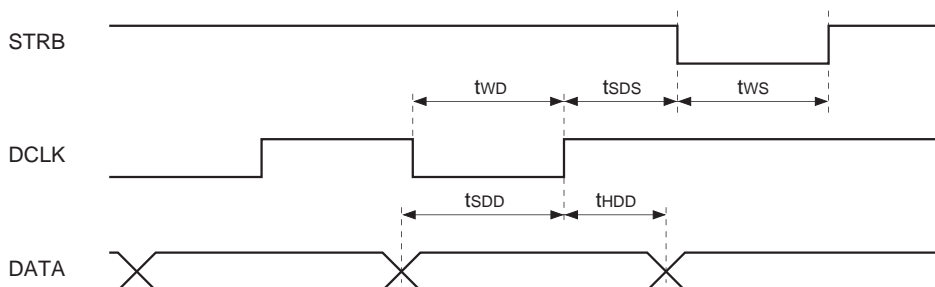 STRB
tWD
tSDS
tWS
DCLK
tSDD
tHDD
DATA